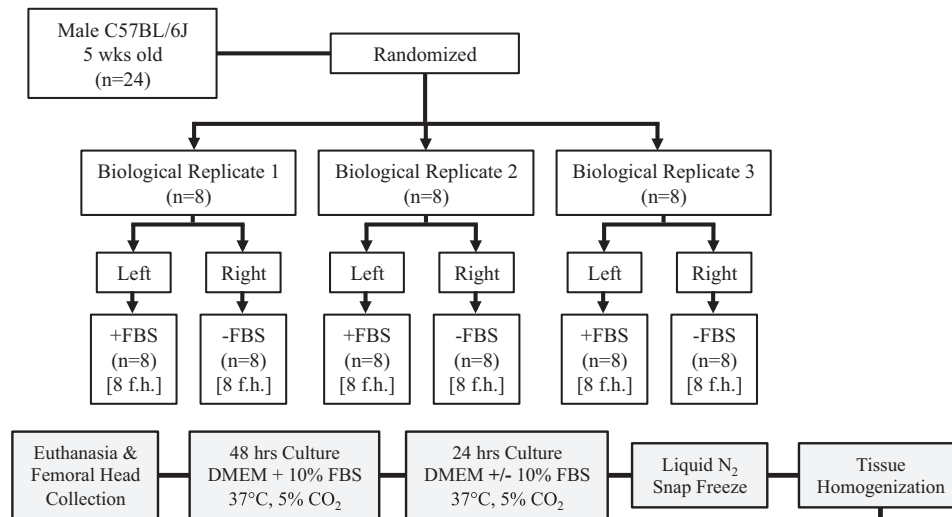 Male C57BL/6J
5 wks old
(n=24)
Randomized
Biological Replicate 1
(n=8)
Biological Replicate 2
(n=8)
Biological Replicate 3
(n=8)
Left
Right
Left
Right
Left
Right
+FBS
(n=8)
[8 f.h.]
-FBS
(n=8)
[8 f.h.]
+FBS
(n=8)
[8 f.h.]
-FBS
(n=8)
[8 f.h.]
+FBS
(n=8)
[8 f.h.]
-FBS
(n=8)
[8 f.h.]
Euthanasia &
Femoral Head
Collection
48 hrs Culture
DMEM + 10% FBS
37°C, 5% CO₂
24 hrs Culture
DMEM +/- 10% FBS
37°C, 5% CO₂
Liquid N₂
Snap Freeze
Tissue
Homogenization